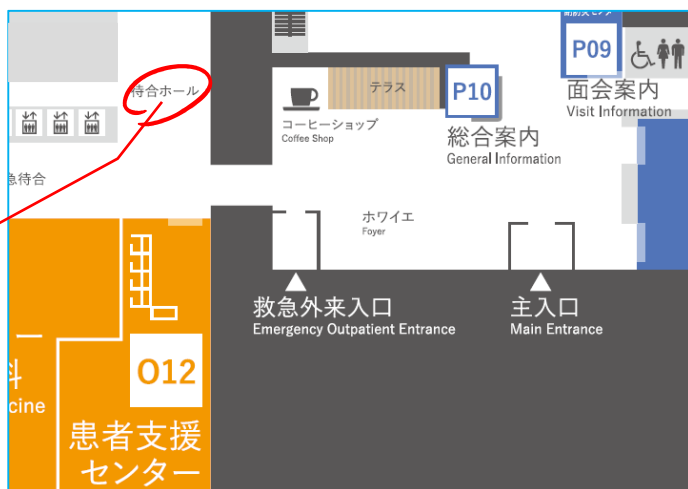 待合ホール
急待合
テラス
コーヒーショップ
Coffee Shop
P10
総合案内
General Information
P09
面会案内
Visit Information
ホワイエ
Foyer
救急外来入口
Emergency Outpatient Entrance
主入口
Main Entrance
ー
科
cine
O12
患者支援
センター